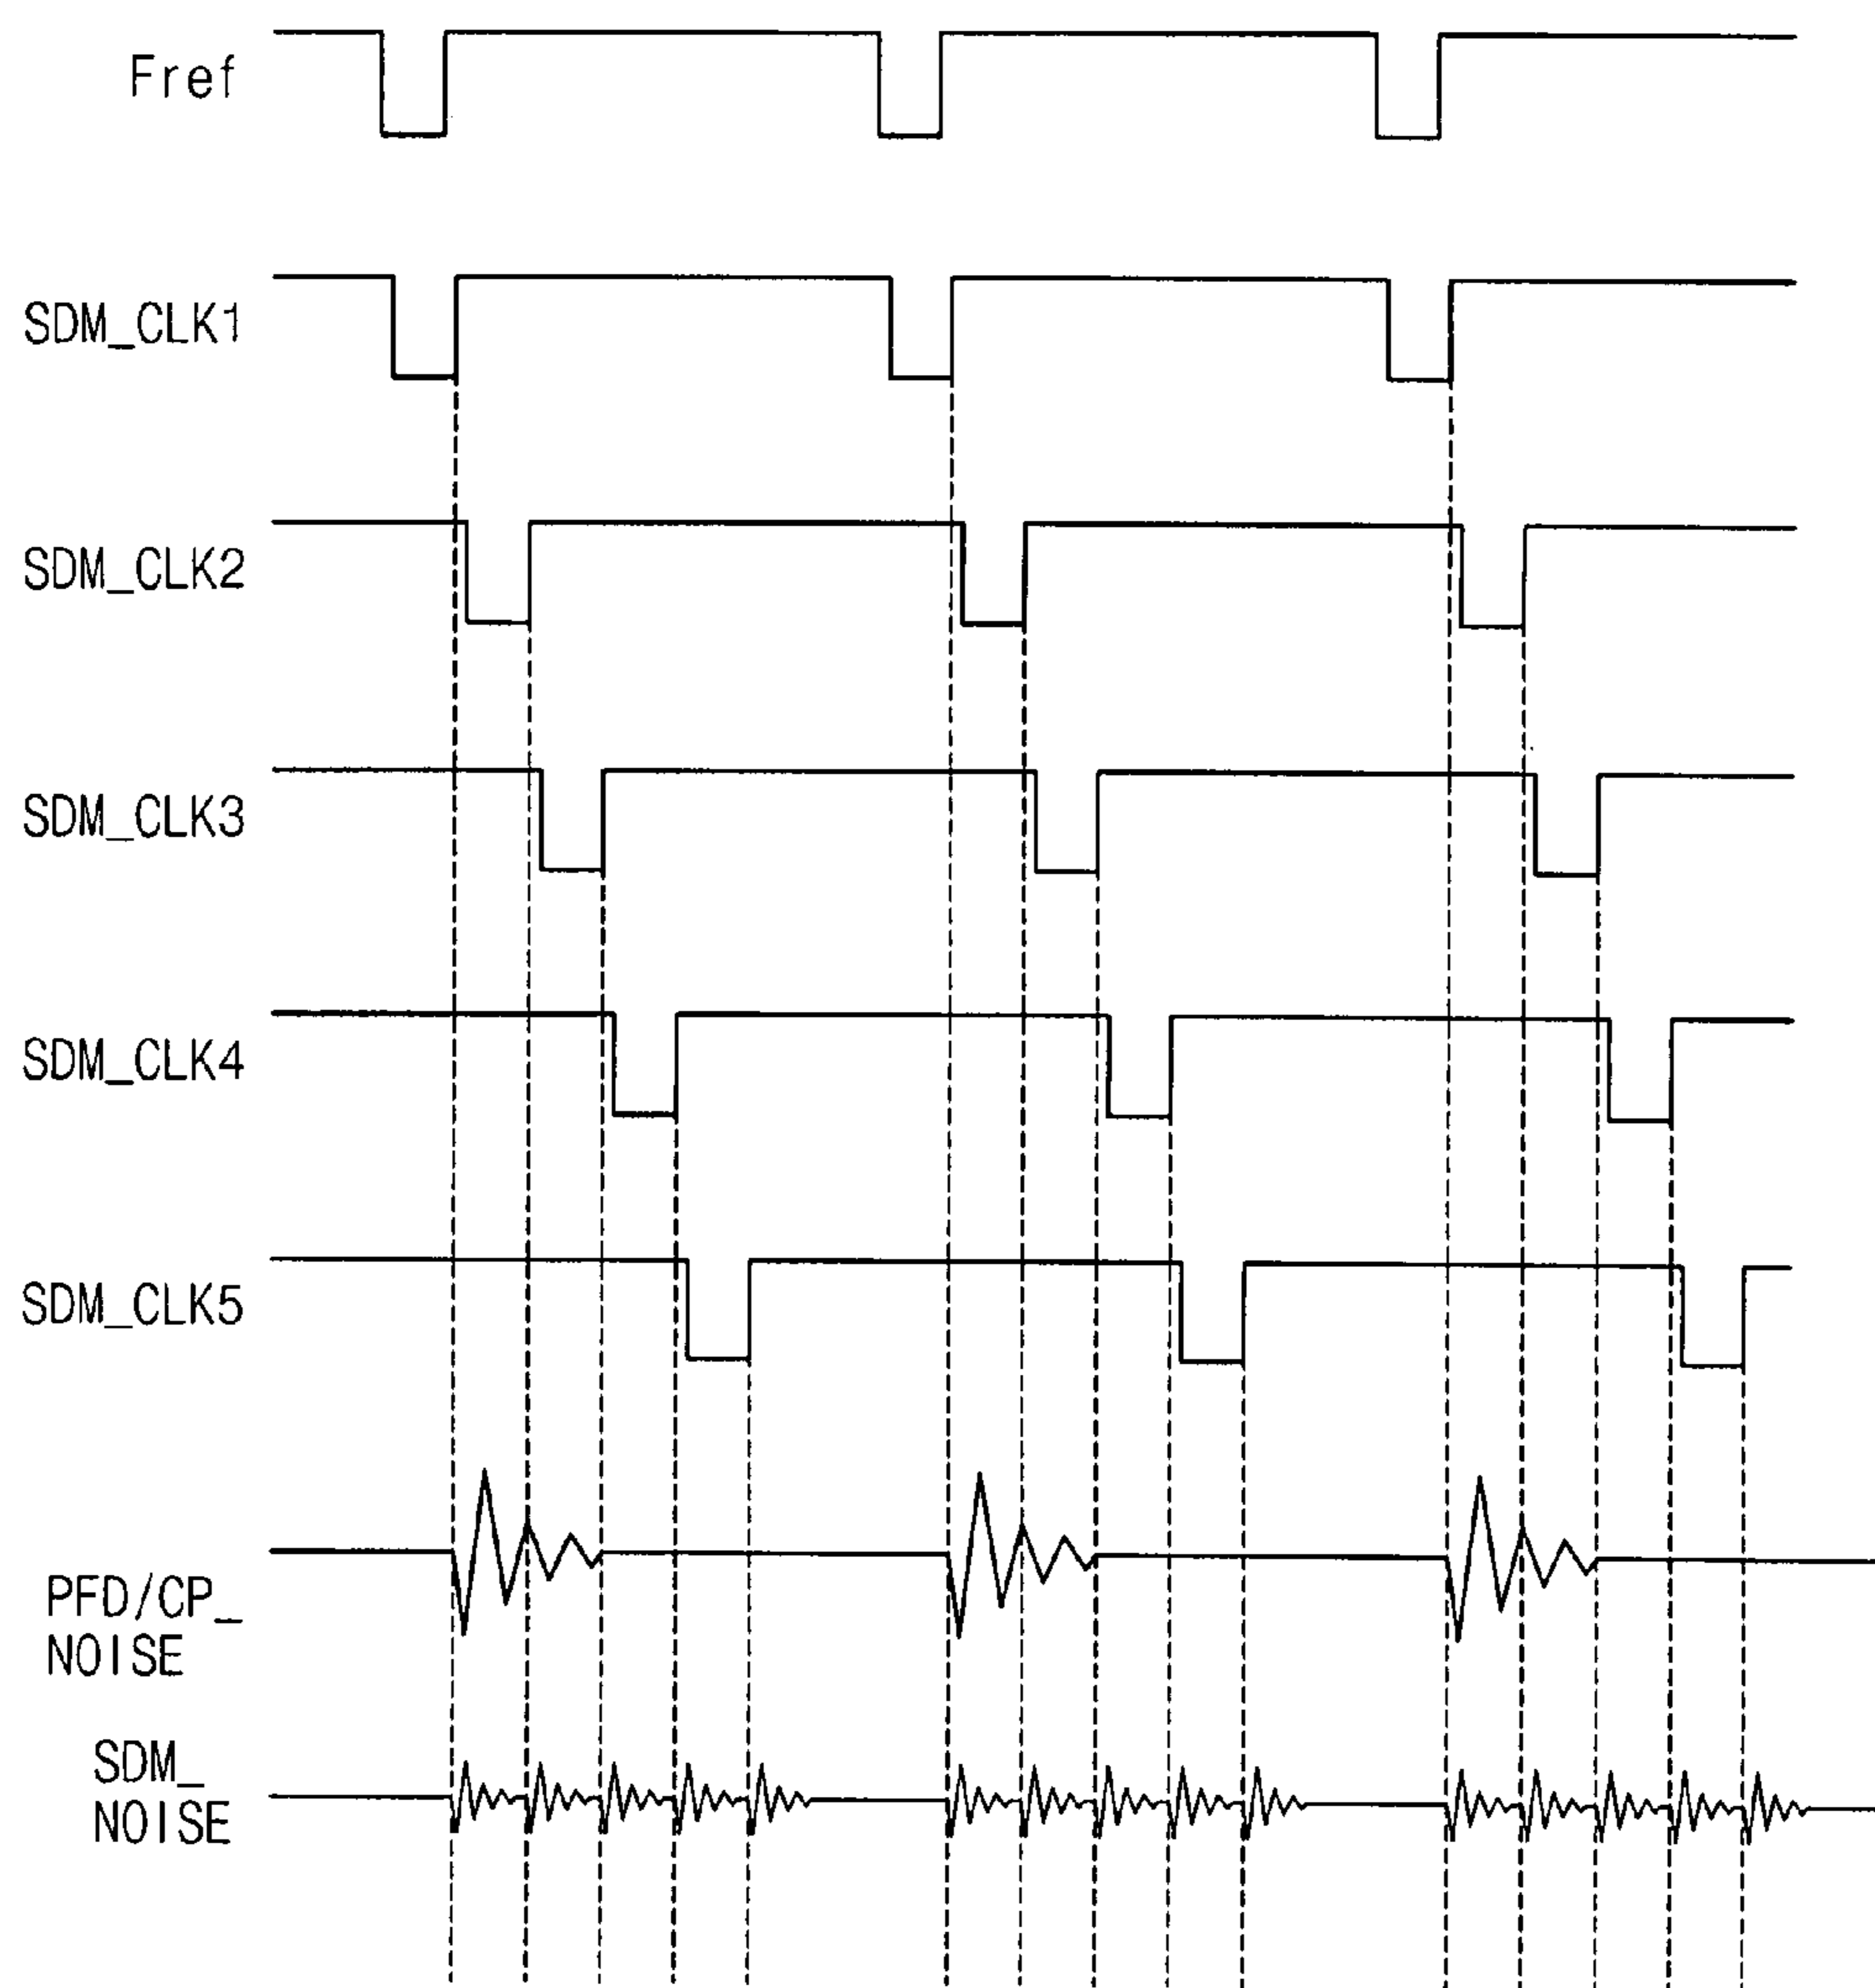 Fref
SDM_CLK1
SDM_CLK2
SDM_CLK3
SDM_CLK4
SDM_CLK5
PFD/CP_
NOISE
SDM_
NOISE